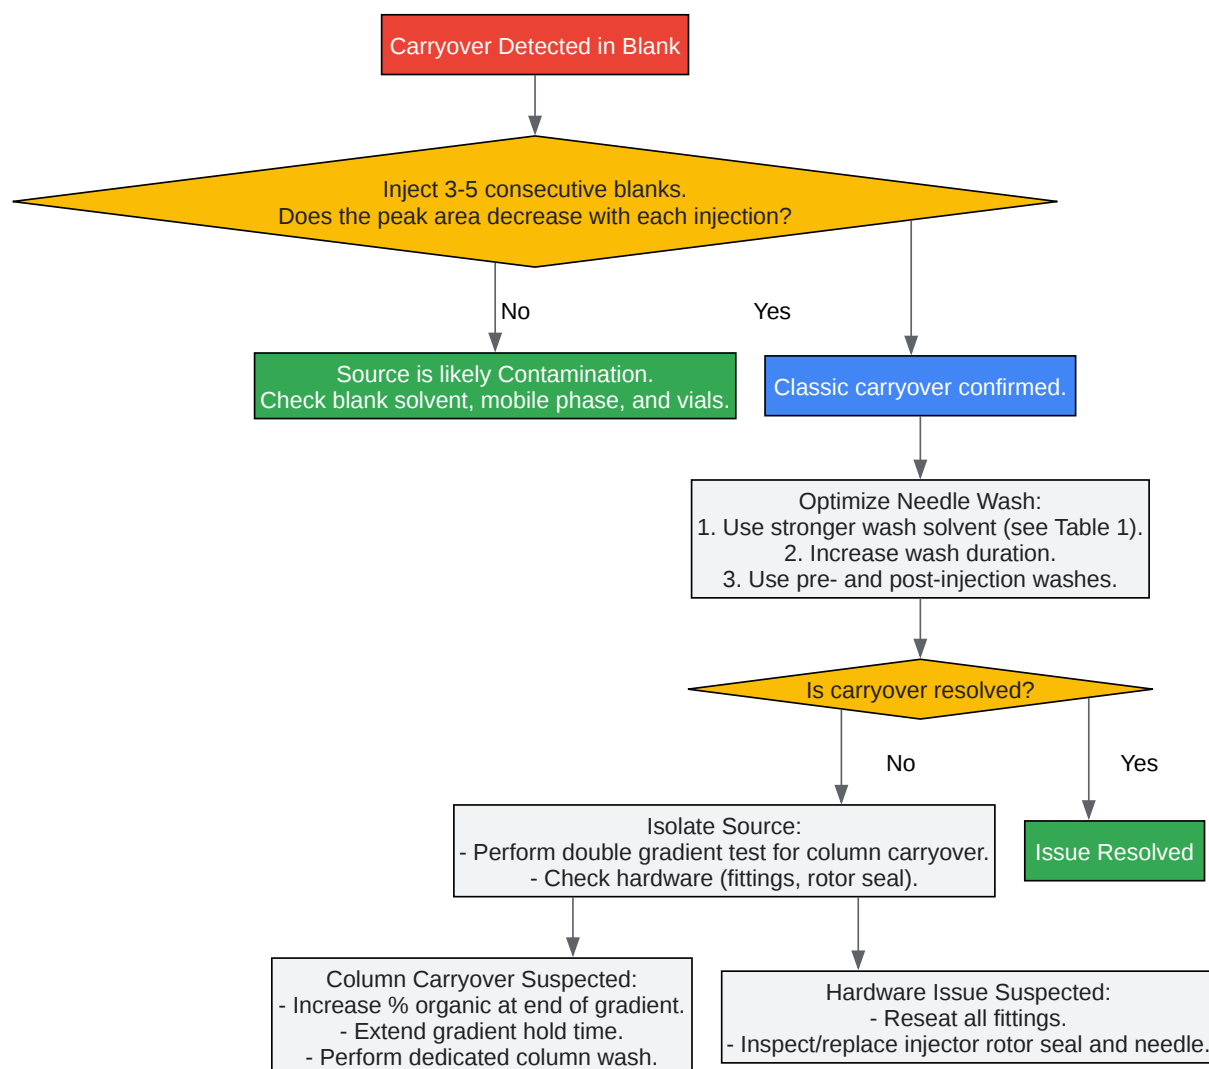 Carryover Detected in Blank
Inject 3-5 consecutive blanks.
Does the peak area decrease with each injection?
No
Yes
Source is likely Contamination.
Check blank solvent, mobile phase, and vials.
Classic carryover confirmed.
Optimize Needle Wash:
1. Use stronger wash solvent (see Table 1).
2. Increase wash duration.
3. Use pre- and post-injection washes.
Is carryover resolved?
No
Yes
Isolate Source:
- Perform double gradient test for column carryover.
- Check hardware (fittings, rotor seal).
Issue Resolved
Column Carryover Suspected:
- Increase % organic at end of gradient.
- Extend gradient hold time.
- Perform dedicated column wash.
Hardware Issue Suspected:
- Reseat all fittings.
- Inspect/replace injector rotor seal and needle.